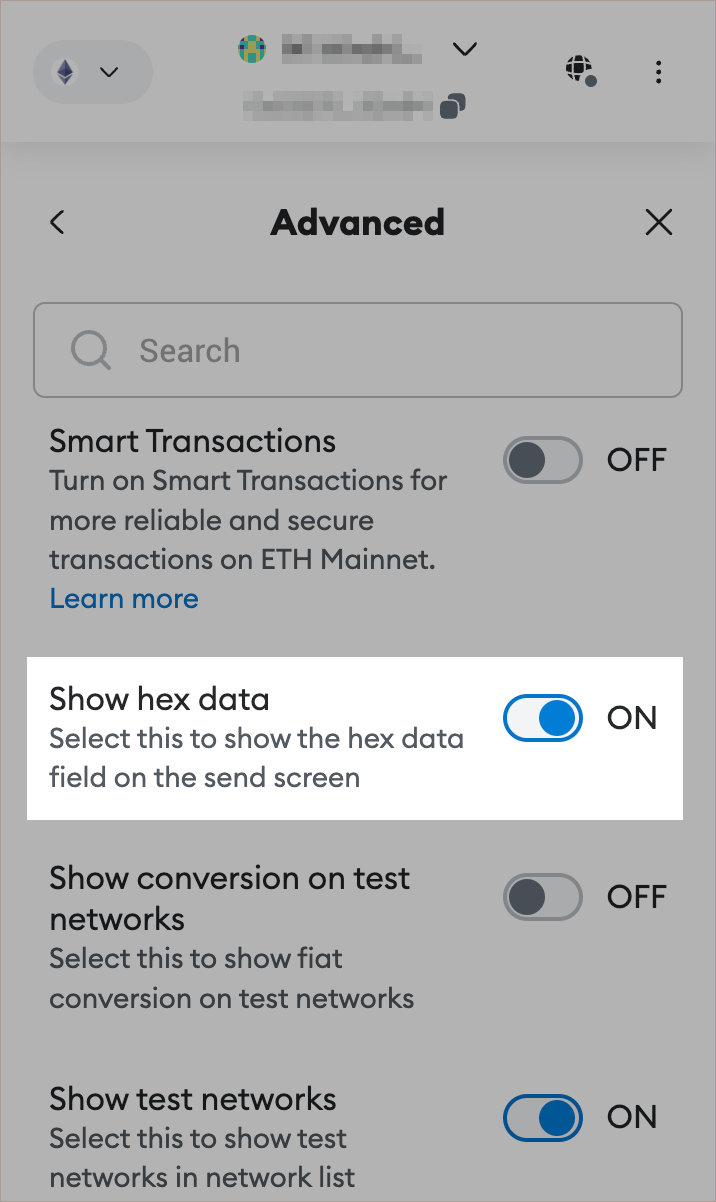 Advanced
Search
Smart Transactions
OFF
Turn on Smart Transactions for
more reliable and secure
transactions on ETH Mainnet.
Learn more
Show hex data
ON
Select this to show the hex data
field on the send screen
Show conversion on test
networks
OFF
Select this to show fiat
conversion on test networks
Show test networks
ON
Select this to show test
networks in network list